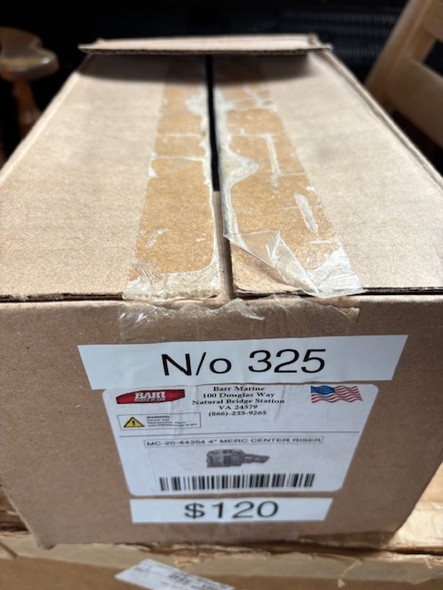 N/o 325
BARR
Barr Marine
100 Douglas Way
Natural Bridge Station
VA 24579
(866)-255-9265
WARNING
MC-20-44354 4" MERC CENTER RISER
$120